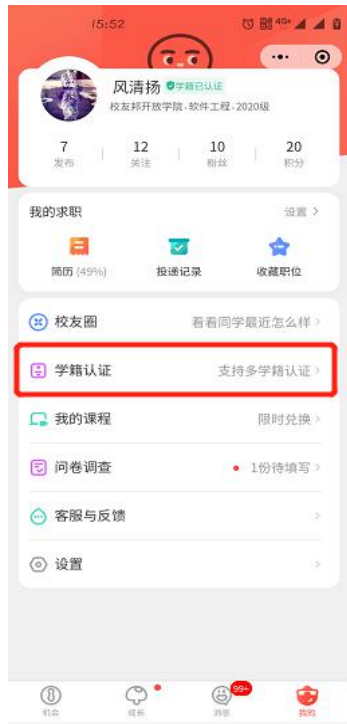 15:52
4G+
风清扬 学籍已认证
校友邦开放学院·软件工程·2020级
7 12 10 20
发布 关注 粉丝 积分
我的求职 设置 >
简历 (49%) 投递记录 收藏职位
校友圈 看看同学最近怎么样 >
学籍认证 支持多学籍认证 >
我的课程 限时兑换 >
问卷调查 1份待填写 >
客服与反馈 >
设置 >
99+
机会 成长 消息 我的